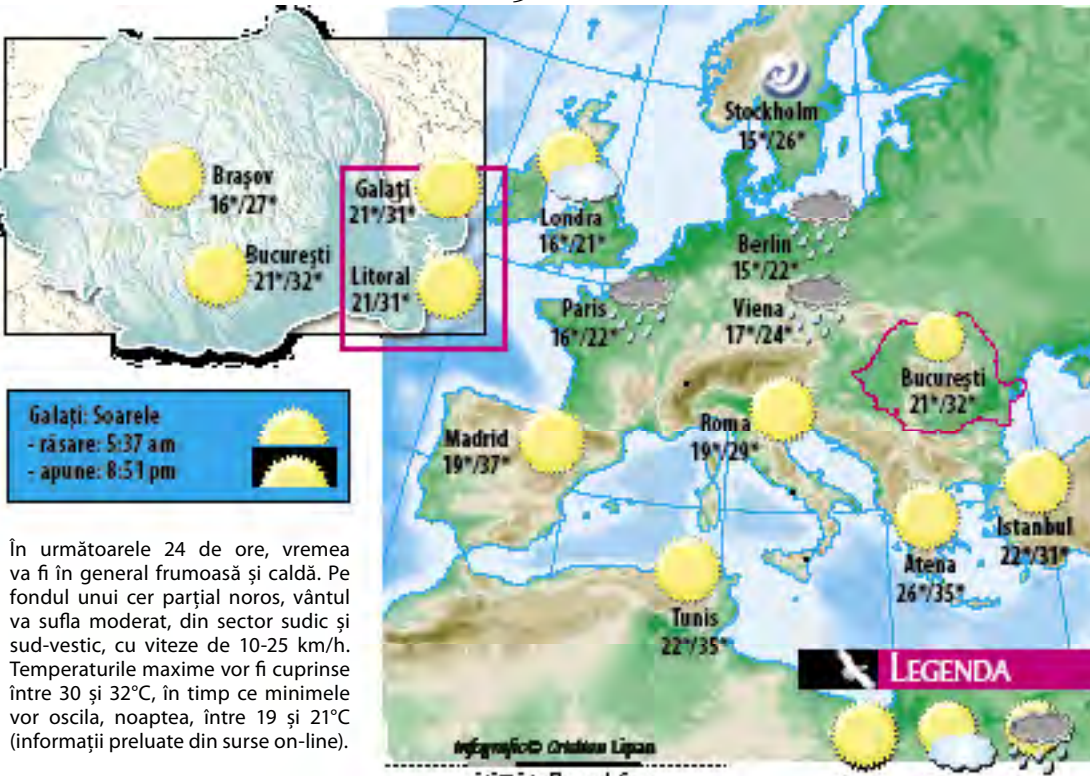 Brașov
16*/27*
București
21*/32*
Galați
21*/31*
Litoral
21/31*
Galați: Soarele
- răsare: 5:37 am
- apune: 8:51 pm
În următoarele 24 de ore, vremea
va fi în general frumoasă și caldă. Pe
fondul unui cer parțial noros, vântul
va sufla moderat, din sector sudic și
sud-vestic, cu viteze de 10-25 km/h.
Temperaturile maxime vor fi cuprinse
între 30 și 32°C, în timp ce minimele
vor oscila, noaptea, între 19 și 21°C
(informații preluate din surse on-line).
Stockholm
15*/26*
Londra
16*/21*
Berlin
15*/22*
Paris
16*/22*
Viena
17*/24*
București
21*/32*
Madrid
19*/37*
Roma
19*/29*
Istanbul
22*/31*
Atena
26*/35*
Tunis
22*/35*
LEGENDA
Infografic© Cristian Lipan